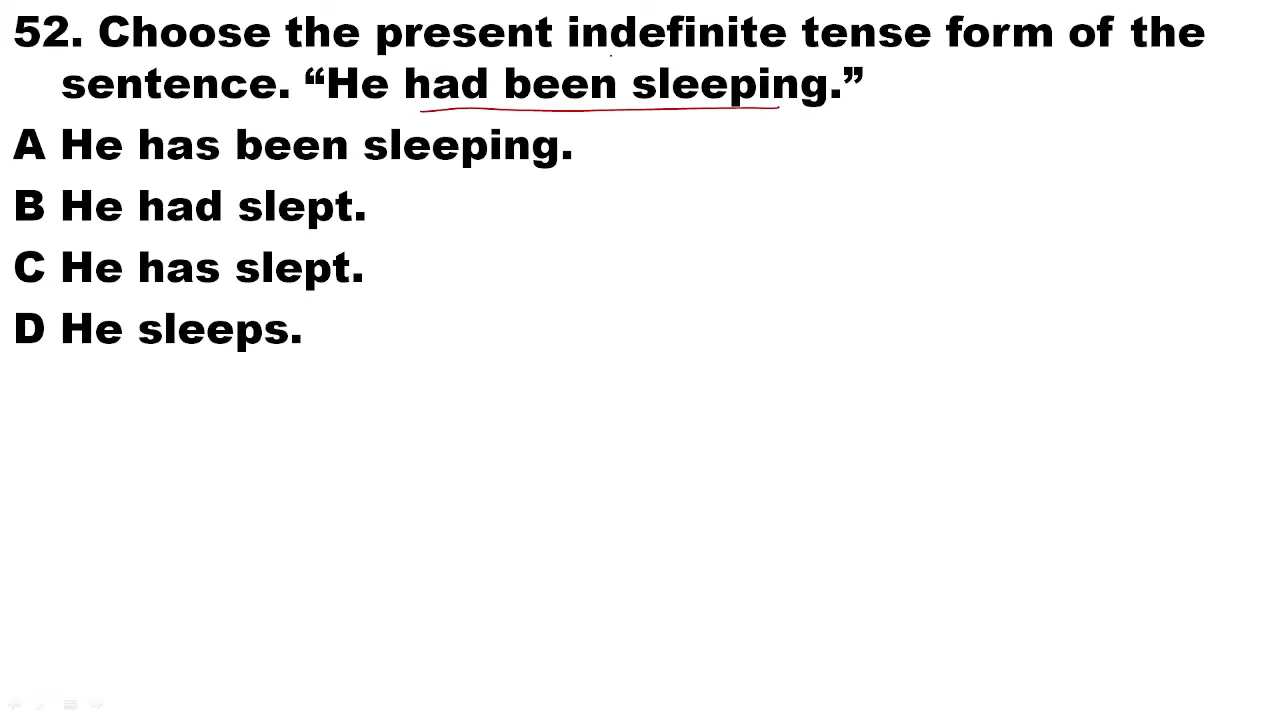 52. Choose the present indefinite tense form of the
sentence. “He had been sleeping.”
A He has been sleeping.
B He had slept.
C He has slept.
D He sleeps.